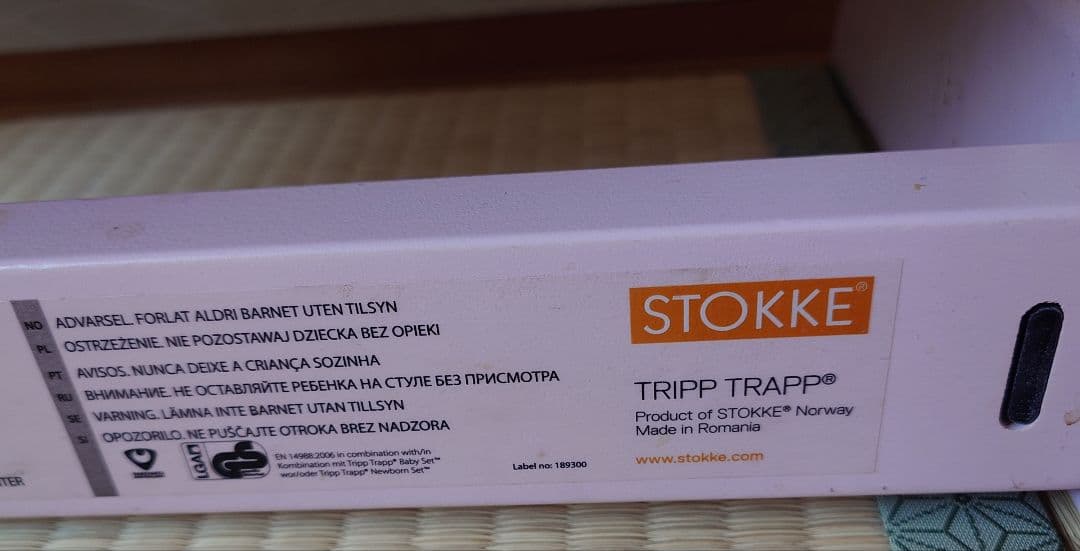 NO ADVARSEL. FORLAT ALDRI BARNET UTEN TILSYN
PL OSTRZEŻENIE. NIE POZOSTAWAJ DZIECKA BEZ OPIEKI
PT AVISOS. NUNCA DEIXE A CRIANÇA SOZINHA
RU ВНИМАНИЕ. НЕ ОСТАВЛЯЙТЕ РЕБЕНКА НА СТУЛЕ БЕЗ ПРИСМОТРА
SE VARNING. LÄMNA INTE BARNET UTAN TILLSYN
SI OPOZORILO. NE PUŠČAJTE OTROKA BREZ NADZORA
LGA GS
EN 14988:2006 in combination with/in
Kombination mit Tripp Trapp® Baby Set™
wor/oder Tripp Trapp® Newborn Set™
Label no: 189300
STOKKE®
TRIPP TRAPP®
Product of STOKKE® Norway
Made in Romania
www.stokke.com